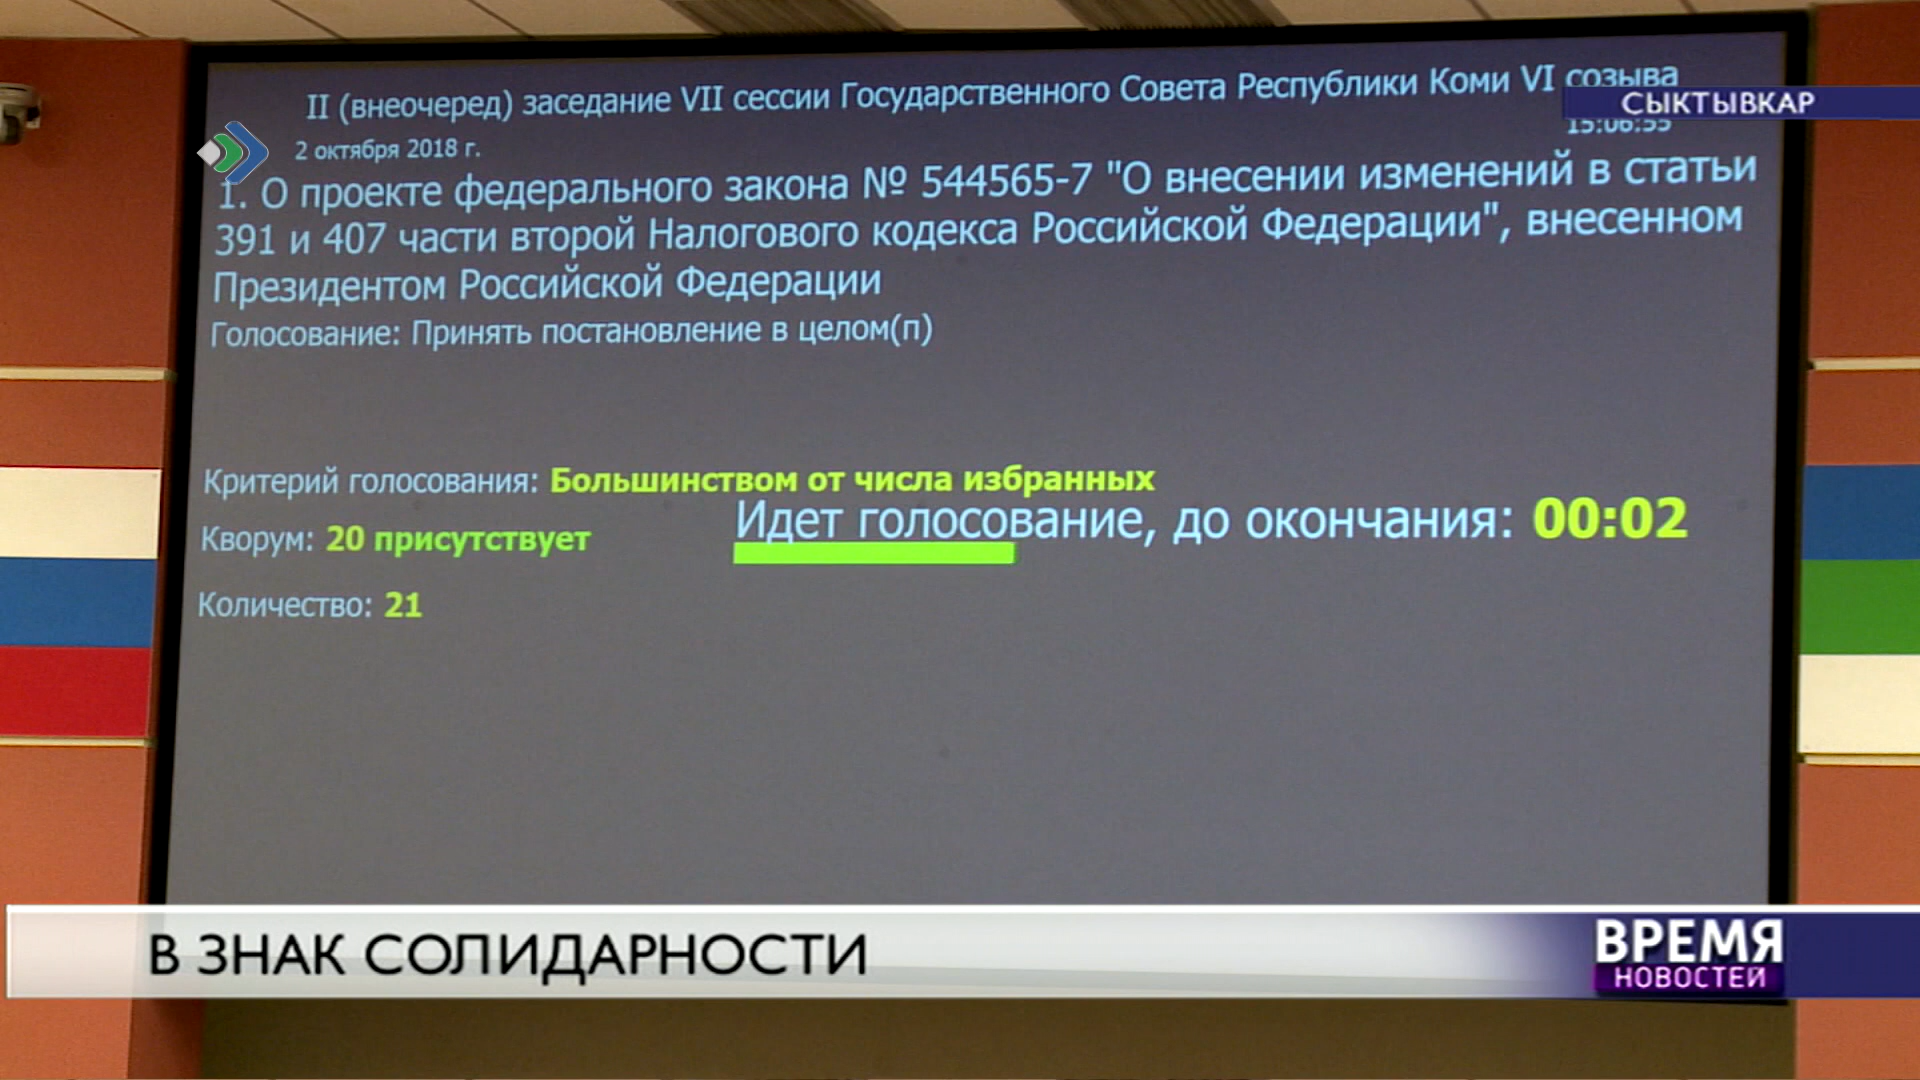 II (внеочеред) заседание VII сессии Государственного Совета Республики Коми VI созыва
СЫКТЫВКАР
15:06:55
2 октября 2018 г.
1. О проекте федерального закона № 544565-7 "О внесении изменений в статьи
391 и 407 части второй Налогового кодекса Российской Федерации", внесенном
Президентом Российской Федерации
Голосование: Принять постановление в целом(п)
Критерий голосования: Большинством от числа избранных
Идет голосование, до окончания: 00:02
Кворум: 20 присутствует
Количество: 21
В ЗНАК СОЛИДАРНОСТИ
ВРЕМЯ
НОВОСТЕЙ